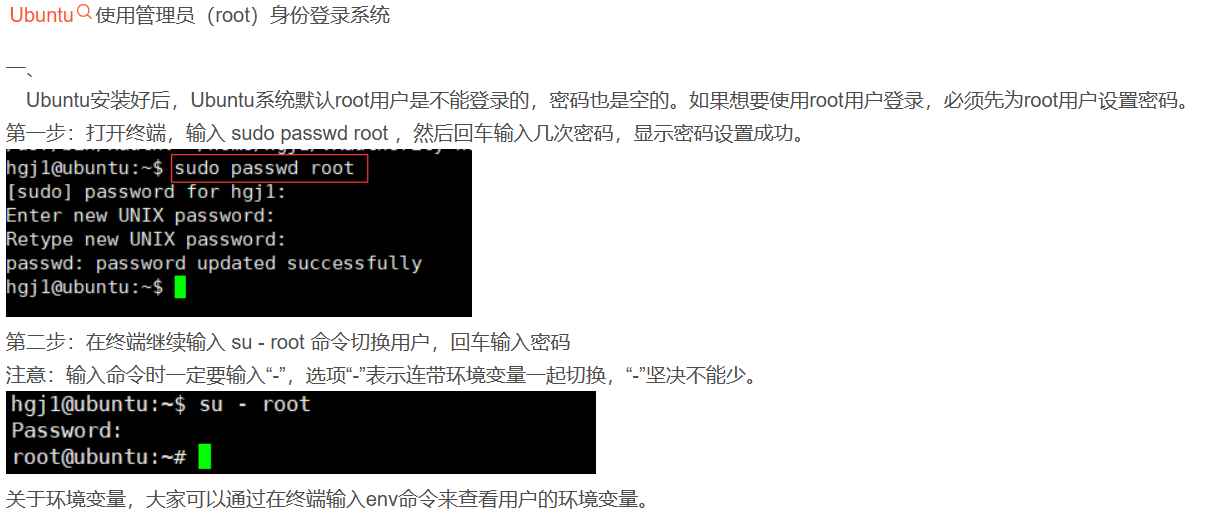 Ubuntu使用管理员（root）身份登录系统
一、
Ubuntu安装好后，Ubuntu系统默认root用户是不能登录的，密码也是空的。如果想要使用root用户登录，必须先为root用户设置密码。
第一步：打开终端，输入 sudo passwd root ，然后回车输入几次密码，显示密码设置成功。
hgj1@ubuntu:~$ sudo passwd root
[sudo] password for hgj1:
Enter new UNIX password:
Retype new UNIX password:
passwd: password updated successfully
hgj1@ubuntu:~$
第二步：在终端继续输入 su - root 命令切换用户，回车输入密码
注意：输入命令时一定要输入“-”，选项“-”表示连带环境变量一起切换，“-”坚决不能少。
hgj1@ubuntu:~$ su - root
Password:
root@ubuntu:~#
关于环境变量，大家可以通过在终端输入env命令来查看用户的环境变量。